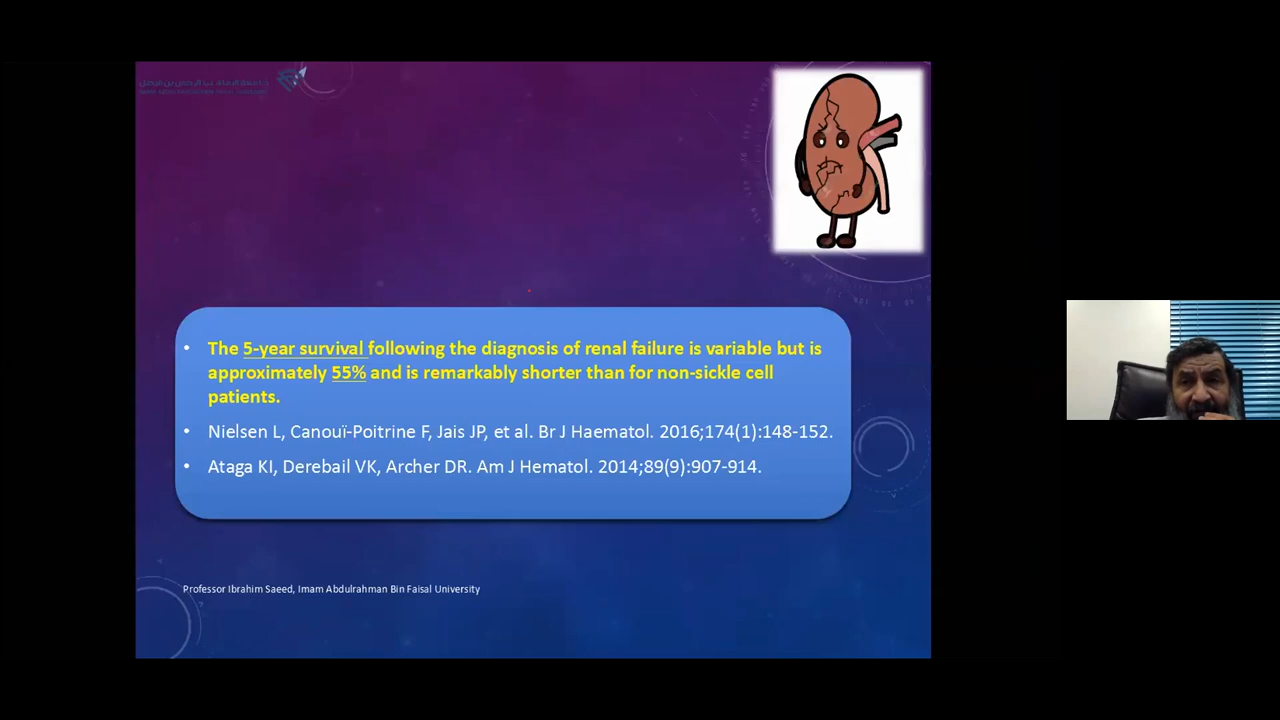 The 5-year survival following the diagnosis of renal failure is variable but is
approximately 55% and is remarkably shorter than for non-sickle cell
patients.
Nielsen L, Canouï-Poitrine F, Jais JP, et al. Br J Haematol. 2016;174(1):148-152.
Ataga KI, Derebail VK, Archer DR. Am J Hematol. 2014;89(9):907-914.
Professor Ibrahim Saeed, Imam Abdulrahman Bin Faisal University